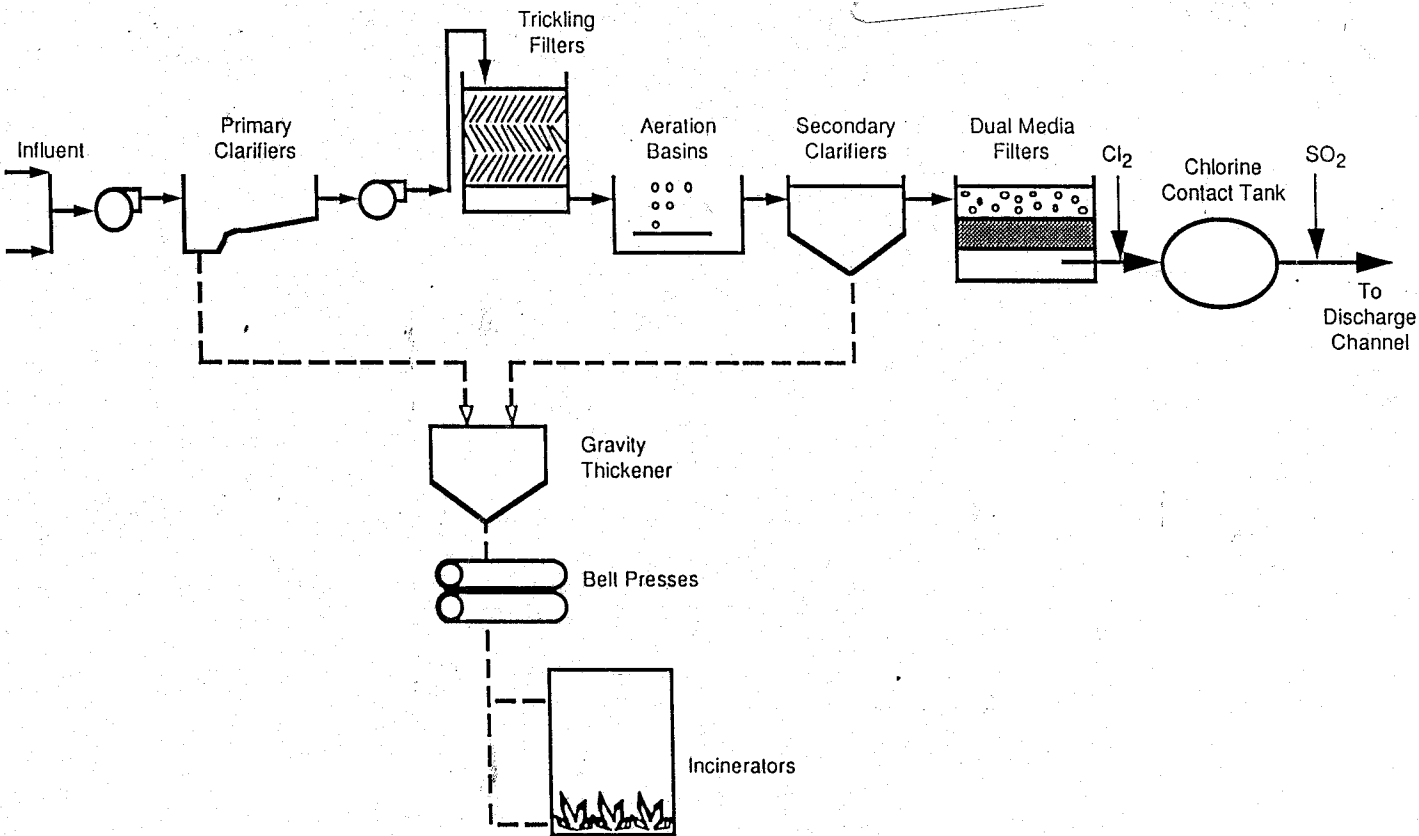 Trickling
Filters
Influent
Primary
Clarifiers
Aeration
Basins
Secondary
Clarifiers
Dual Media
Filters
Cl2
Chlorine
Contact Tank
SO2
To
Discharge
Channel
Gravity
Thickener
Belt Presses
Incinerators